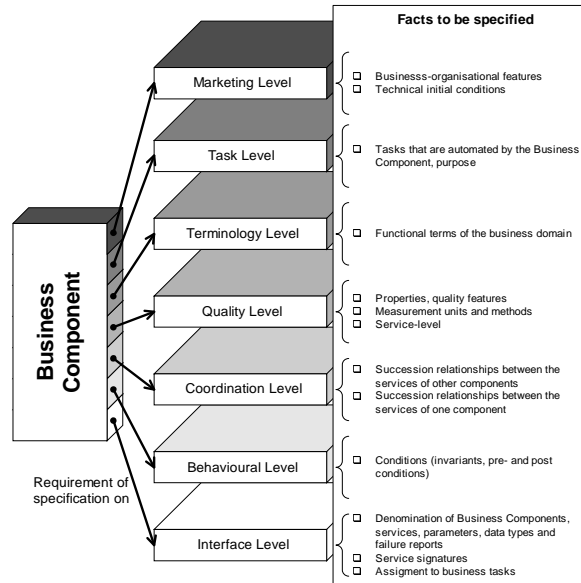 Facts to be specified
Business
Component
Requirement of
specification on
Marketing Level
❑ Businesss-organisational features
❑ Technical initial conditions
Task Level
❑ Tasks that are automated by the Business
Component, purpose
Terminology Level
❑ Functional terms of the business domain
Quality Level
❑ Properties, quality features
❑ Measurement units and methods
❑ Service-level
Coordination Level
❑ Succession relationships between the
services of other components
❑ Succession relationships between the
services of one component
Behavioural Level
❑ Conditions (invariants, pre- and post
conditions)
Interface Level
❑ Denomination of Business Components,
services, parameters, data types and
failure reports
❑ Service signatures
❑ Assigment to business tasks